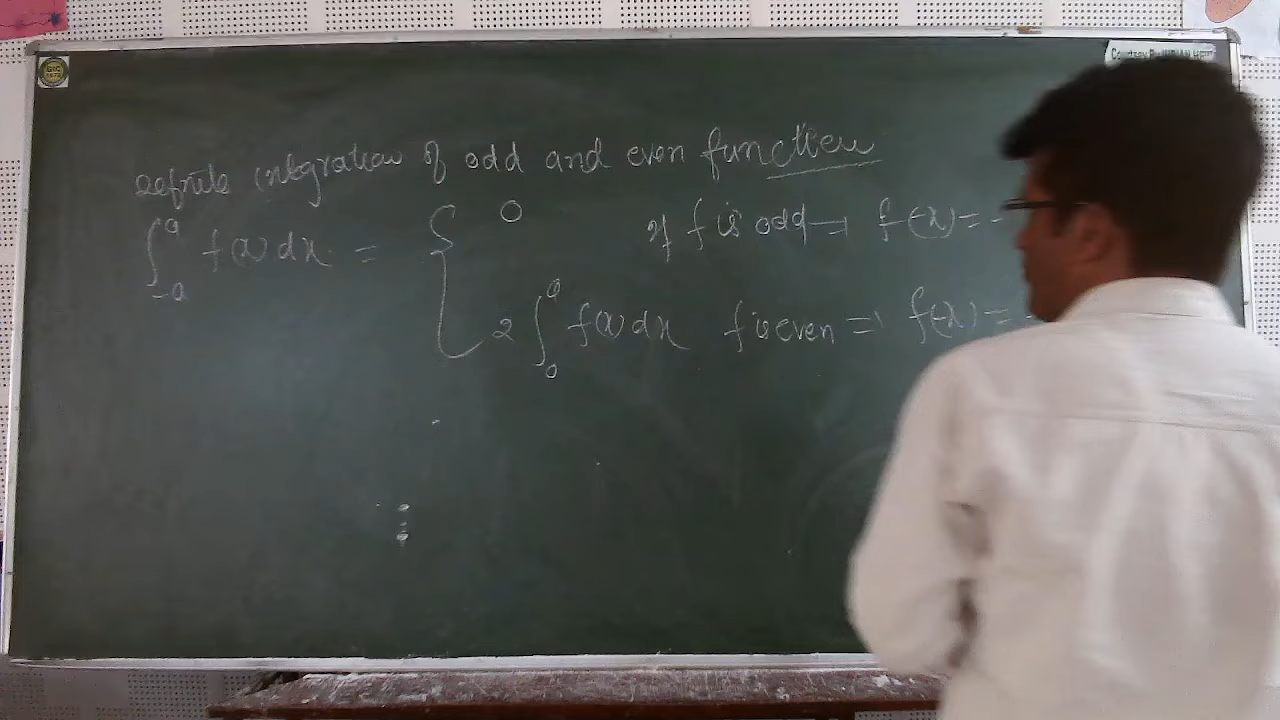 Definite integration of odd and even function
∫_{-a}^{a} f(x) dx = { 0 if f is odd ⇒ f(-x) = -
2 ∫_{0}^{a} f(x) dx f is even ⇒ f(-x) =